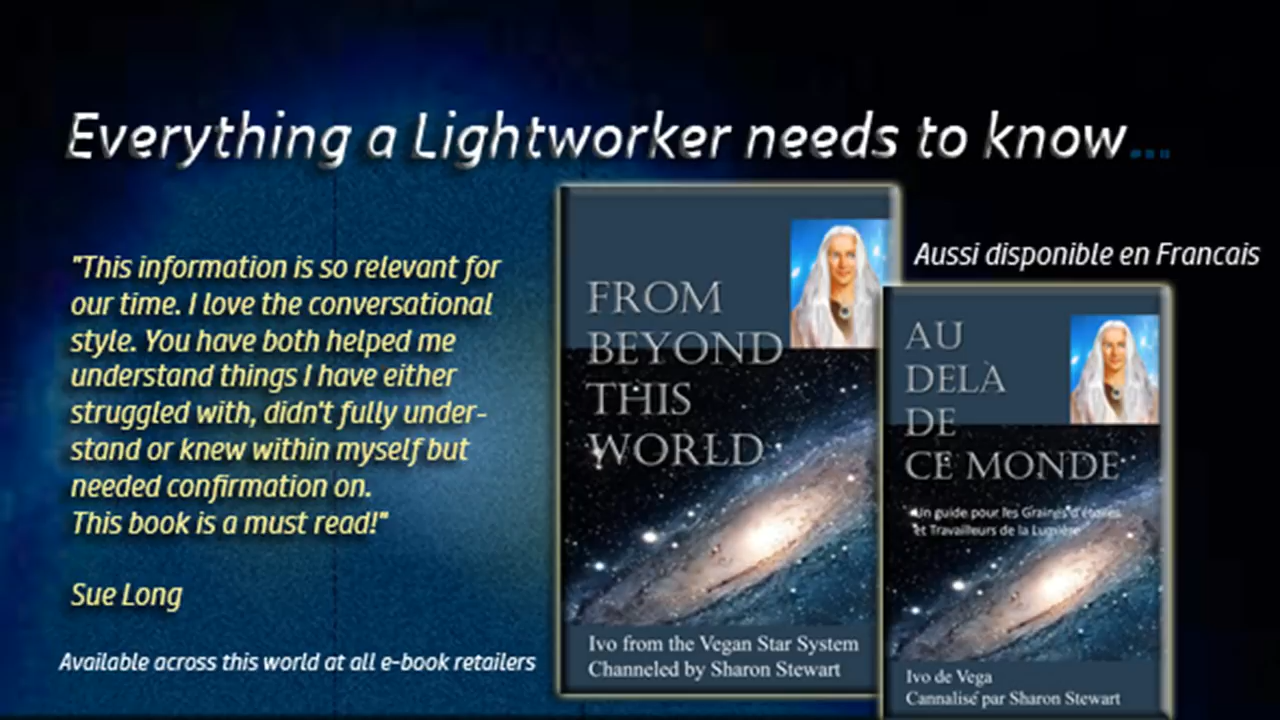 Everything a Lightworker needs to know...
"This information is so relevant for
our time. I love the conversational
style. You have both helped me
understand things I have either
struggled with, didn't fully under-
stand or knew within myself but
needed confirmation on.
This book is a must read!"
Sue Long
Available across this world at all e-book retailers
FROM
BEYOND
THIS
WORLD
Ivo from the Vegan Star System
Channeled by Sharon Stewart
Aussi disponible en Francais
AU
DELÀ
DE
CE MONDE
Un guide pour les Graines d'étoiles
et Travailleurs de la Lumière
Ivo de Vega
Cannalisé par Sharon Stewart